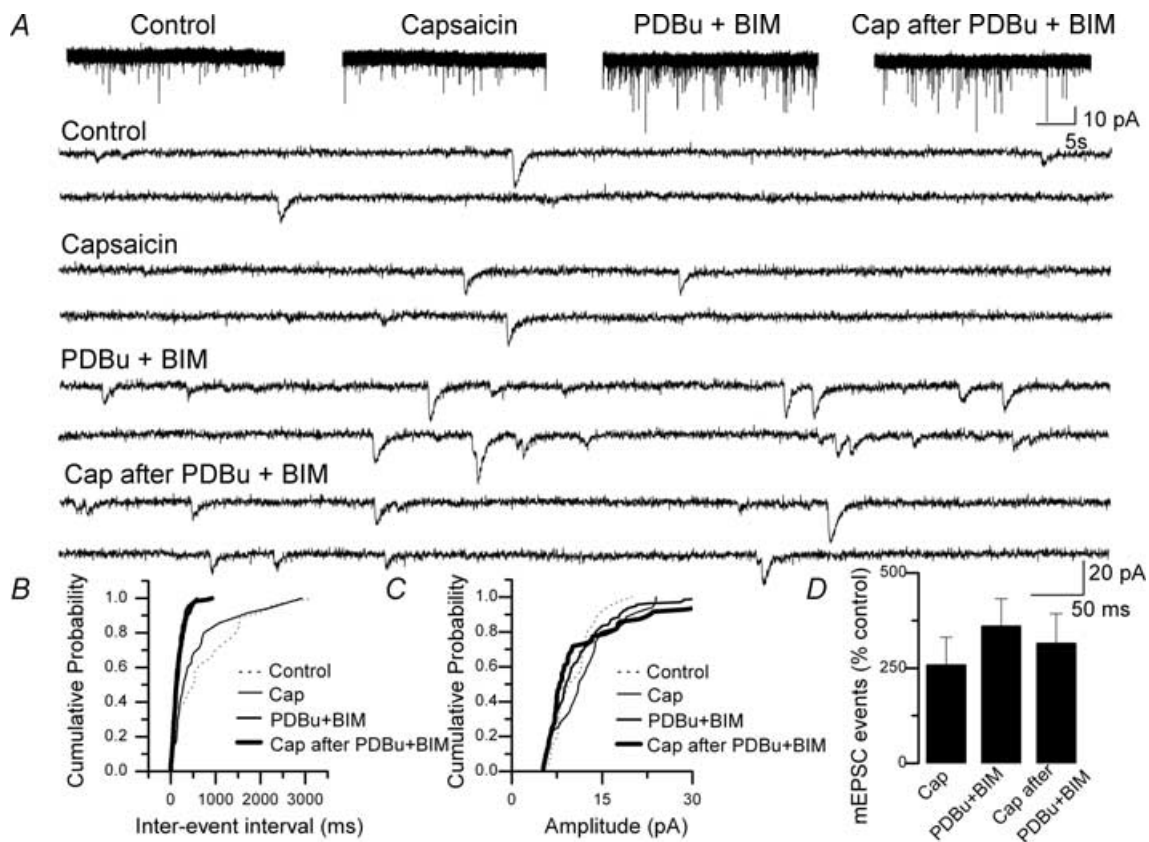 A
Control Capsaicin PDBu + BIM Cap after PDBu + BIM
10 pA
5s
Control
Capsaicin
PDBu + BIM
Cap after PDBu + BIM
20 pA
50 ms
B
Cumulative Probability
1.0
0.8
0.6
0.4
0.2
0.0
0 1000 2000 3000
Inter-event interval (ms)
Control
Cap
PDBu+BIM
Cap after PDBu+BIM
C
Cumulative Probability
1.0
0.8
0.6
0.4
0.2
0.0
0 15 30
Amplitude (pA)
Control
Cap
PDBu+BIM
Cap after PDBu+BIM
D
mEPSC events (% control)
500
250
0
Cap
PDBu+BIM
Cap after
PDBu+BIM